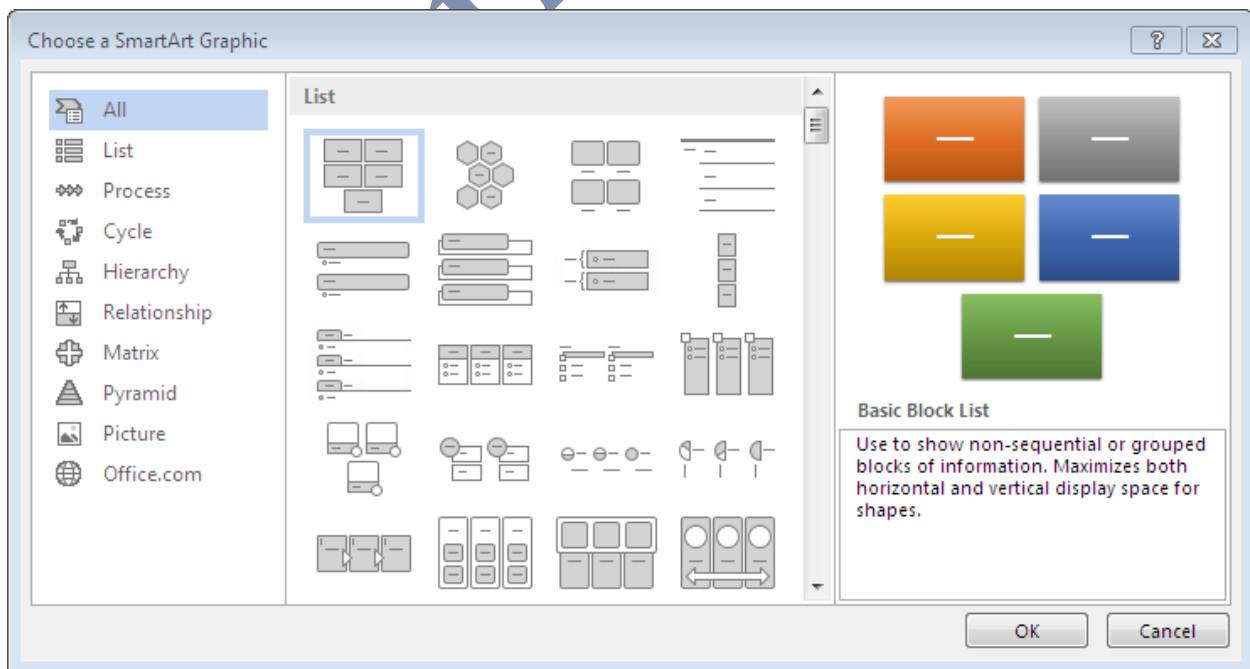 Choose a SmartArt Graphic
All
List
Process
Cycle
Hierarchy
Relationship
Matrix
Pyramid
Picture
Office.com
List
Basic Block List
Use to show non-sequential or grouped
blocks of information. Maximizes both
horizontal and vertical display space for
shapes.
OK
Cancel